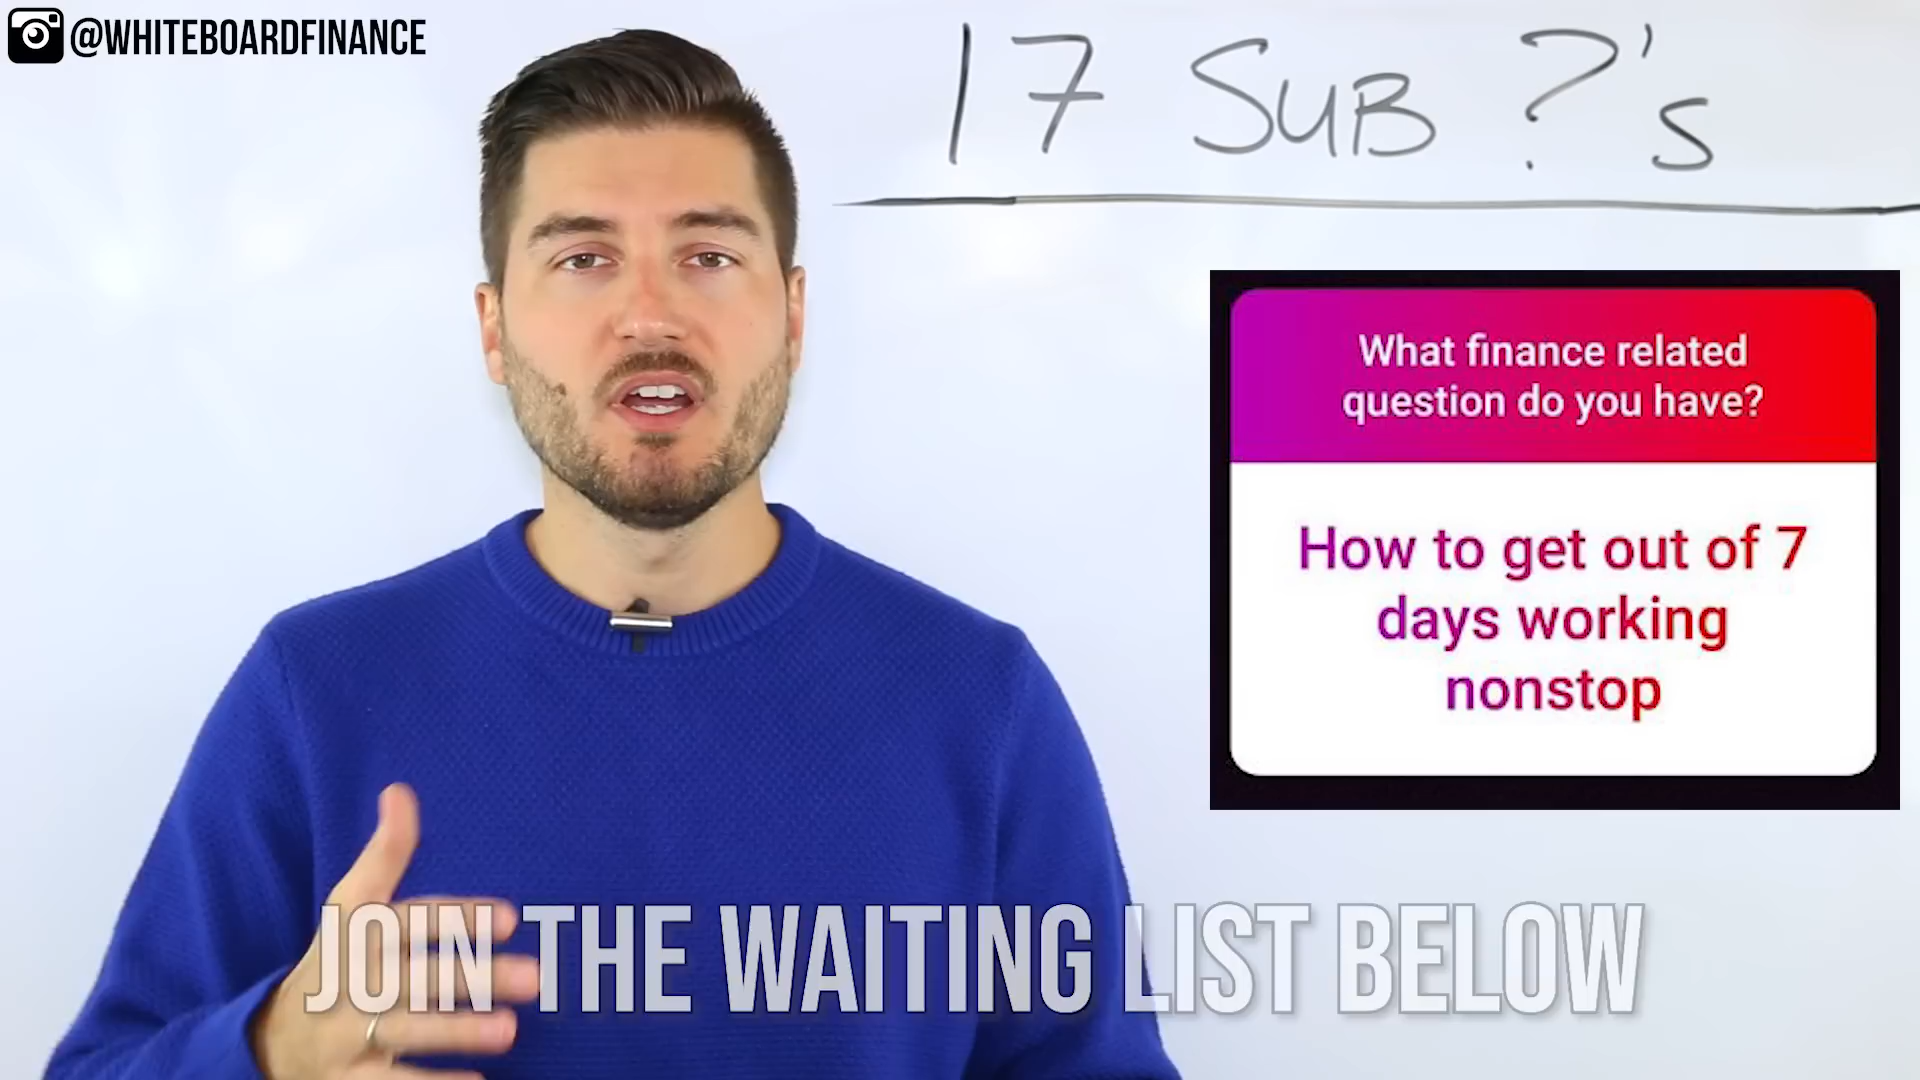 @WHITEBOARDFINANCE
17 SUB ?'s
What finance related
question do you have?
How to get out of 7
days working
nonstop
JOIN THE WAITING LIST BELOW